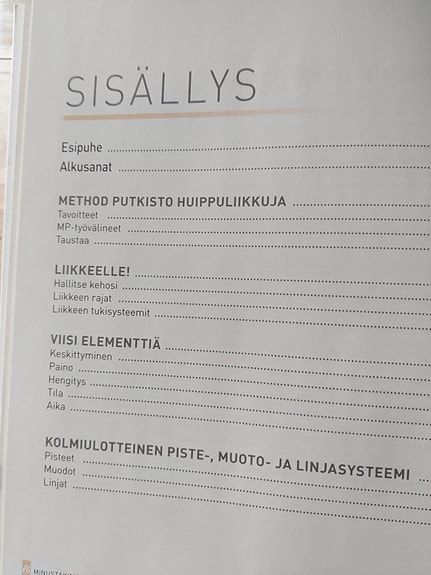 SISÄLLYS
Esipuhe
Alkusanat
METHOD PUTKISTO HUIPPULIIKKUJA
Tavoitteet
MP-työvälineet
Taustaa
LIIKKEELLE!
Hallitse kehosi
Liikkeen rajat
Liikkeen tukisysteemit
VIISI ELEMENTTIÄ
Keskittyminen
Paino
Hengitys
Tila
Aika
KOLMIULOTTEINEN PISTE-, MUOTO- JA LINJASYSTEEMI
Pisteet
Muodot
Linjat